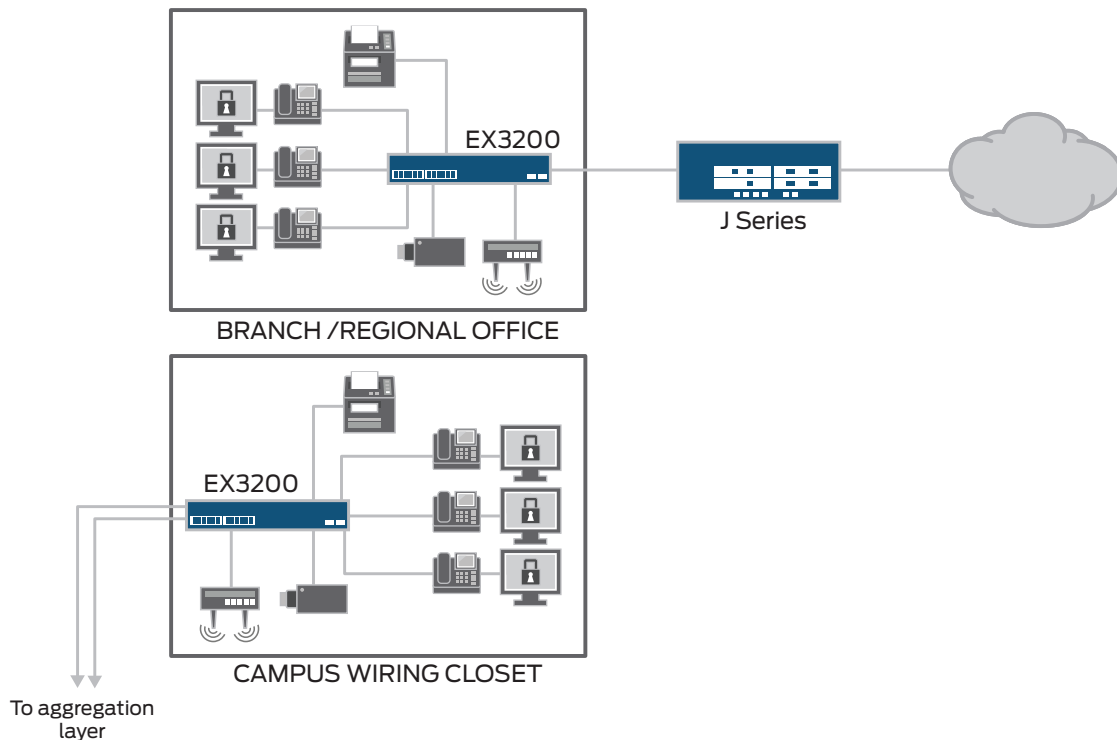 EX3200
J Series
BRANCH /REGIONAL OFFICE
EX3200
CAMPUS WIRING CLOSET
To aggregation
layer